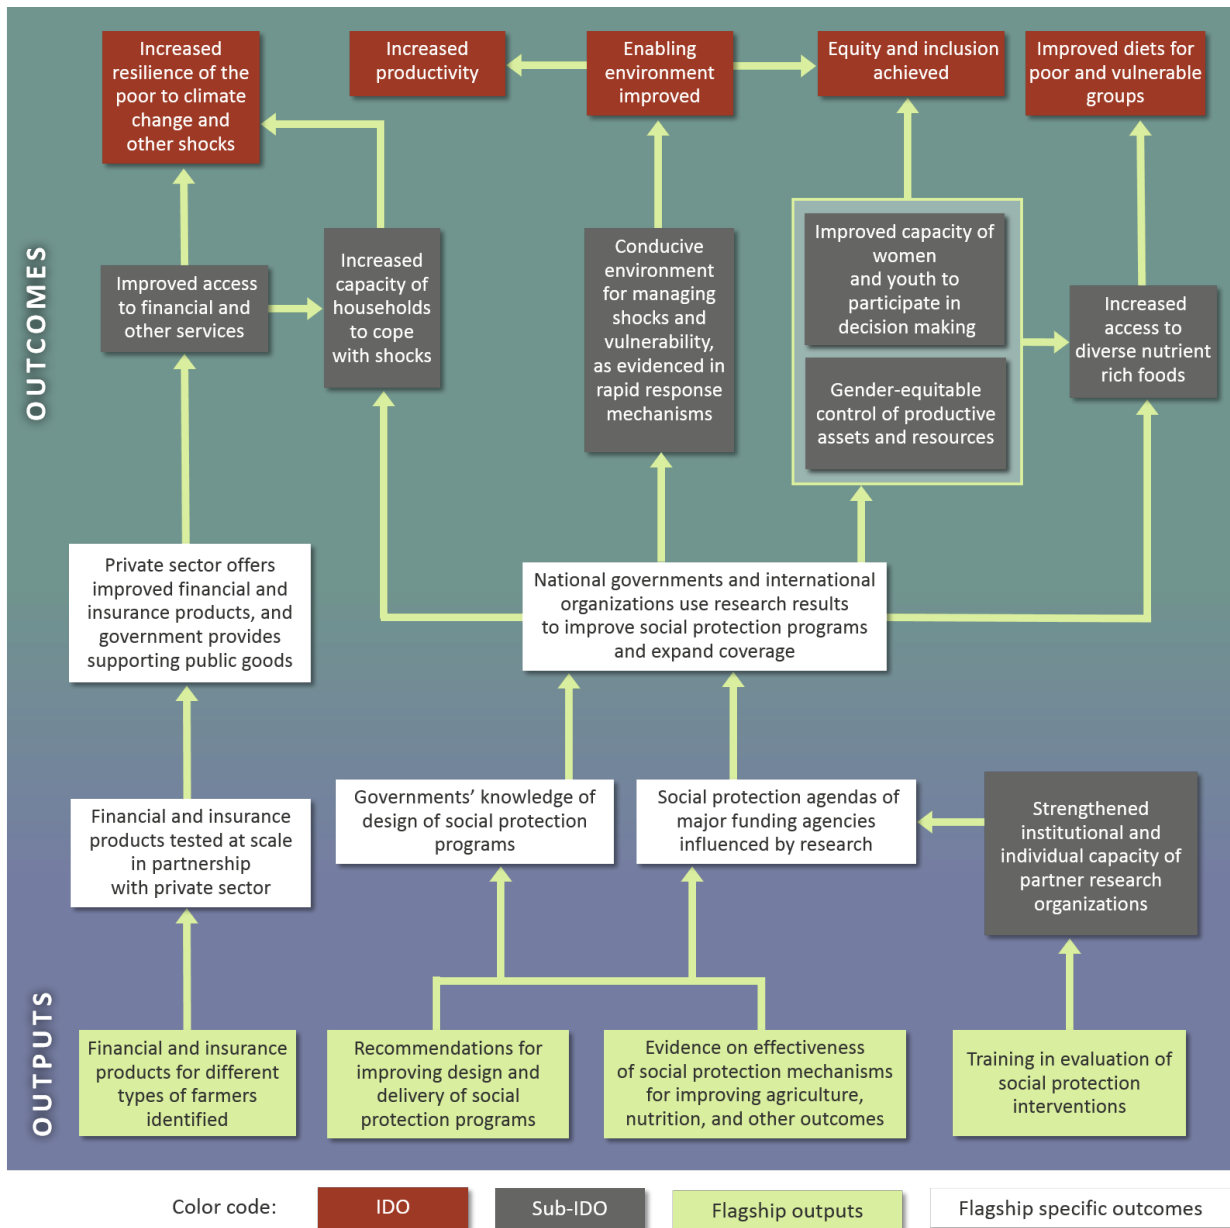 Increased
resilience of the
poor to climate
change and
other shocks
Increased
productivity
Enabling
environment
improved
Equity and inclusion
achieved
Improved diets for
poor and vulnerable
groups
OUTCOMES
Improved access
to financial and
other services
Increased
capacity of
households
to cope
with shocks
Conducive
environment
for managing
shocks and
vulnerability,
as evidenced in
rapid response
mechanisms
Improved capacity of
women
and youth to
participate in
decision making
Gender-equitable
control of productive
assets and resources
Increased
access to
diverse nutrient
rich foods
Private sector offers
improved financial and
insurance products, and
government provides
supporting public goods
National governments and international
organizations use research results
to improve social protection programs
and expand coverage
Financial and insurance
products tested at scale
in partnership
with private sector
Governments’ knowledge of
design of social protection
programs
Social protection agendas of
major funding agencies
influenced by research
Strengthened
institutional and
individual capacity of
partner research
organizations
OUTPUTS
Financial and insurance
products for different
types of farmers
identified
Recommendations for
improving design and
delivery of social
protection programs
Evidence on effectiveness
of social protection mechanisms
for improving agriculture,
nutrition, and other outcomes
Training in evaluation of
social protection
interventions
Color code:
IDO
Sub-IDO
Flagship outputs
Flagship specific outcomes